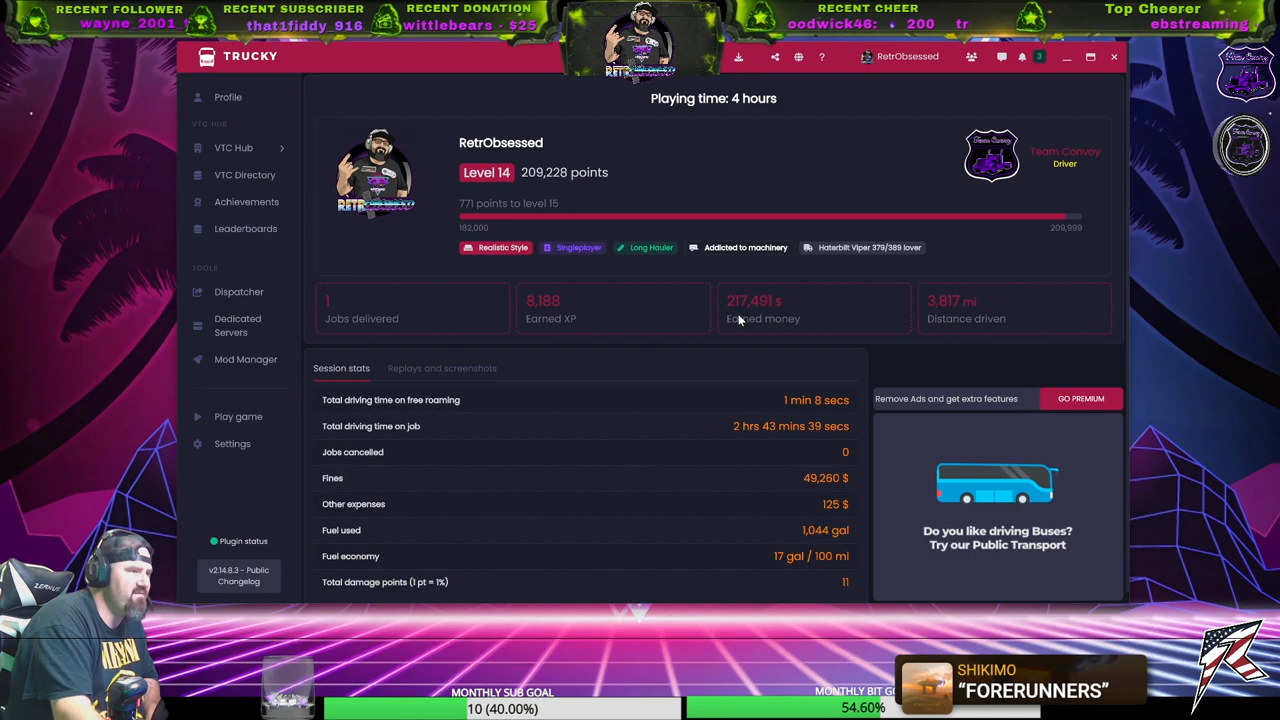 RECENT FOLLOWER
wayne_2001
RECENT SUBSCRIBER
that1fiddy_916
RECENT DONATION
wittlebears - $25
RECENT CHEER
oodwick46: 200 tr
Top Cheerer
ebstreaming
TRUCKY
?
RetrObsessed
3
Profile
VTC HUB
VTC Hub
VTC Directory
Achievements
Leaderboards
TOOLS
Dispatcher
Dedicated
Servers
Mod Manager
Play game
Settings
Plugin status
v2.14.8.3 - Public
Changelog
Playing time: 4 hours
RetrObsessed
Level 14 209,228 points
771 points to level 15
182,000 209,999
Realistic Style
Singleplayer
Long Hauler
Addicted to machinery
Haterbilt Viper 379/389 lover
Team Convoy
Team Convoy
Driver
1
Jobs delivered
8,188
Earned XP
217,491 $
Earned money
3,817 mi
Distance driven
Session stats
Replays and screenshots
Total driving time on free roaming 1 min 8 secs
Total driving time on job 2 hrs 43 mins 39 secs
Jobs cancelled 0
Fines 49,260 $
Other expenses 125 $
Fuel used 1,044 gal
Fuel economy 17 gal / 100 mi
Total damage points (1 pt = 1%) 11
Remove Ads and get extra features
GO PREMIUM
Do you like driving Buses?
Try our Public Transport
MONTHLY SUB GOAL
10 (40.00%)
MONTHLY BIT GO
54.60%
SHIKIMO
"FORERUNNERS"